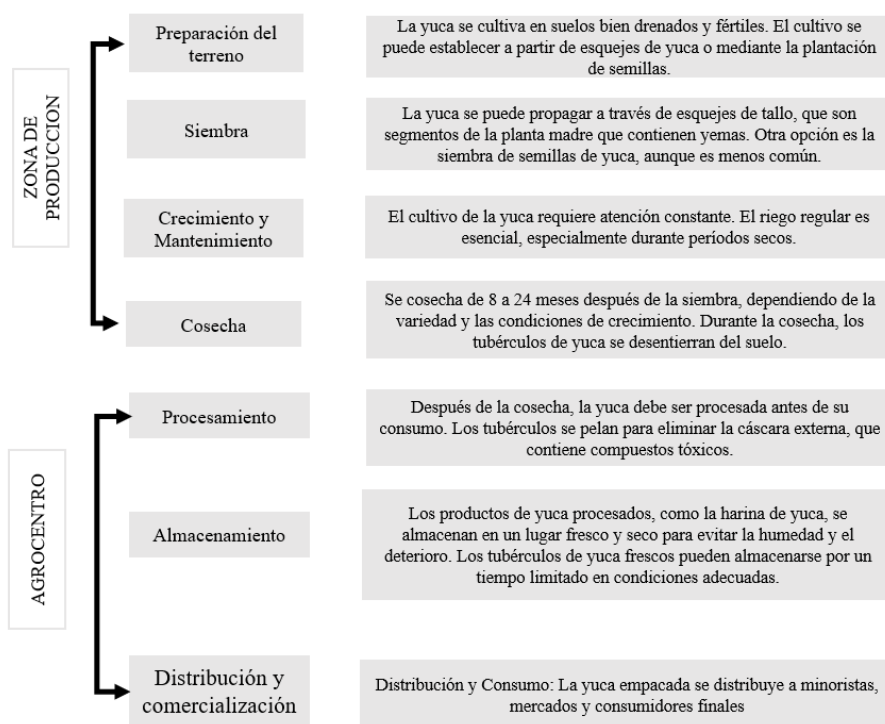 ZONA DE
PRODUCCION
Preparación del
terreno
La yuca se cultiva en suelos bien drenados y fértiles. El cultivo se
puede establecer a partir de esquejes de yuca o mediante la plantación
de semillas.
Siembra
La yuca se puede propagar a través de esquejes de tallo, que son
segmentos de la planta madre que contienen yemas. Otra opción es la
siembra de semillas de yuca, aunque es menos común.
Crecimiento y
Mantenimiento
El cultivo de la yuca requiere atención constante. El riego regular es
esencial, especialmente durante períodos secos.
Cosecha
Se cosecha de 8 a 24 meses después de la siembra, dependiendo de la
variedad y las condiciones de crecimiento. Durante la cosecha, los
tubérculos de yuca se desentierran del suelo.
AGROCENTRO
Procesamiento
Después de la cosecha, la yuca debe ser procesada antes de su
consumo. Los tubérculos se pelan para eliminar la cáscara externa, que
contiene compuestos tóxicos.
Almacenamiento
Los productos de yuca procesados, como la harina de yuca, se
almacenan en un lugar fresco y seco para evitar la humedad y el
deterioro. Los tubérculos de yuca frescos pueden almacenarse por un
tiempo limitado en condiciones adecuadas.
Distribución y
comercialización
Distribución y Consumo: La yuca empacada se distribuye a minoristas,
mercados y consumidores finales